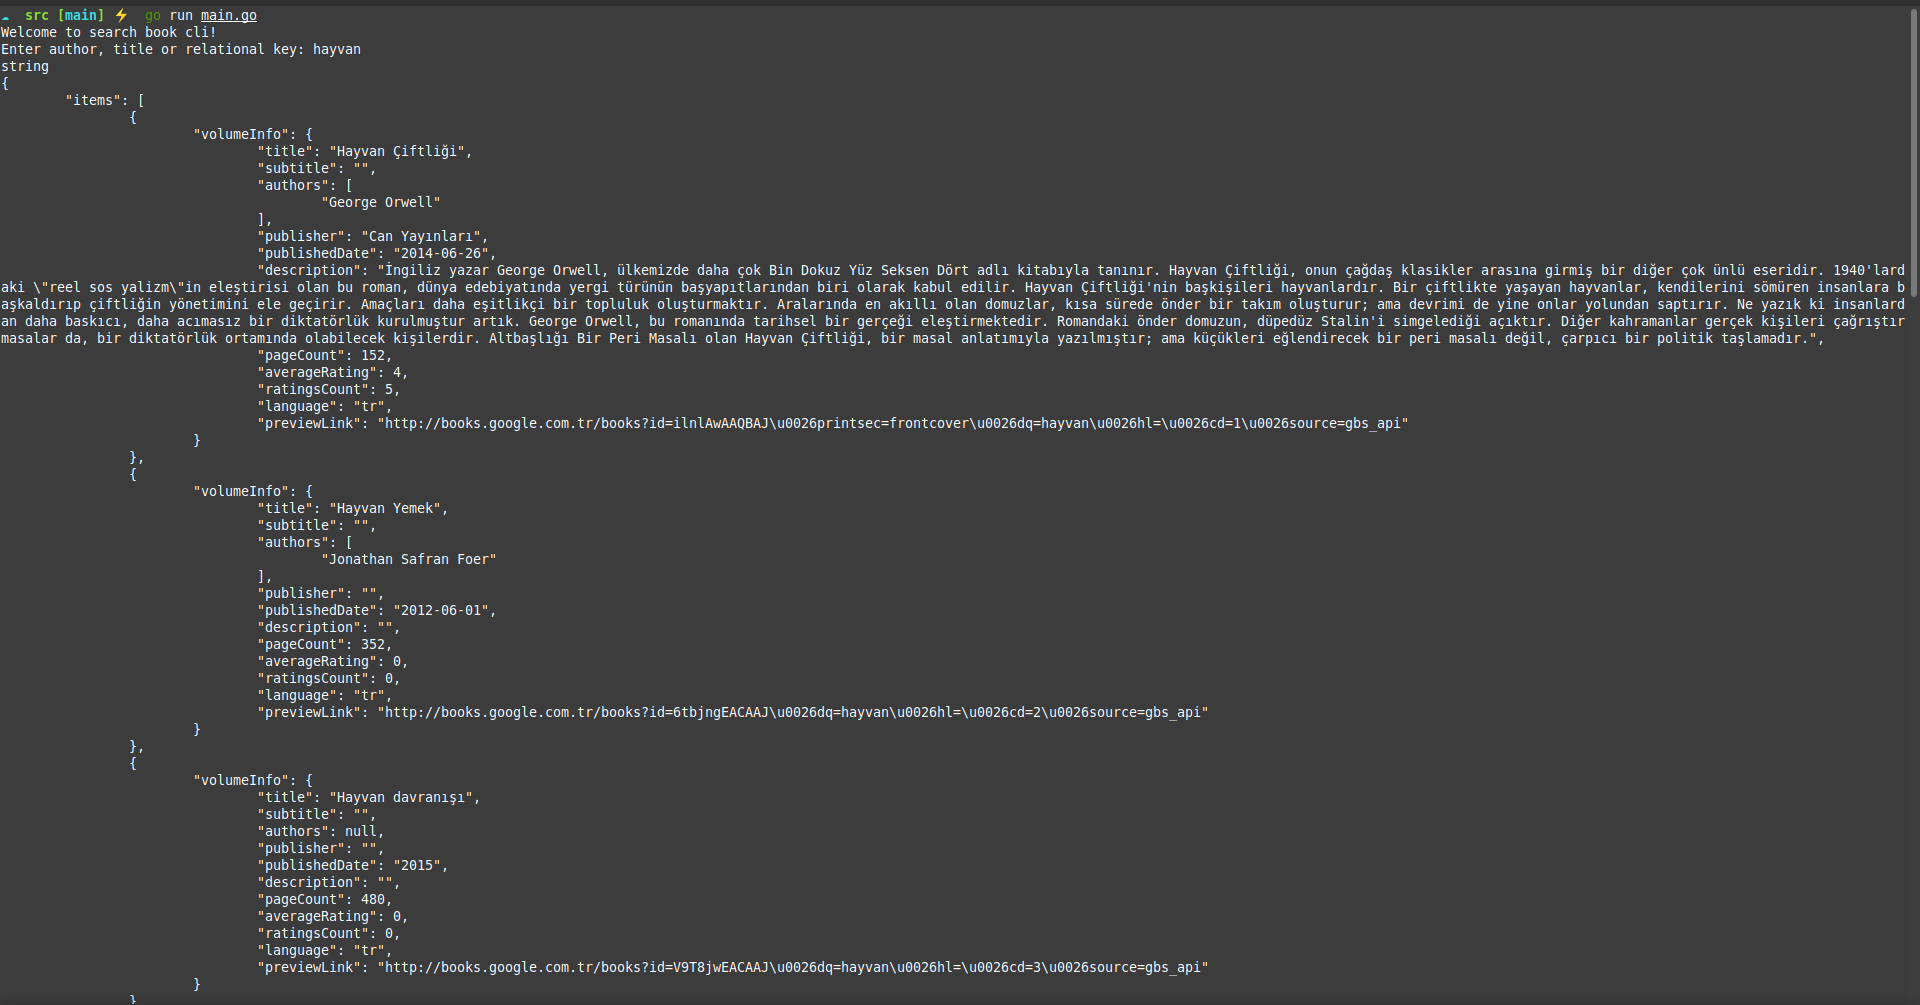 src [main] ⚡ go run main.go
Welcome to search book cli!
Enter author, title or relational key: hayvan
string
{
        "items": [
                {
                        "volumeInfo": {
                                "title": "Hayvan Çiftliği",
                                "subtitle": "",
                                "authors": [
                                        "George Orwell"
                                ],
                                "publisher": "Can Yayınları",
                                "publishedDate": "2014-06-26",
                                "description": "İngiliz yazar George Orwell, ülkemizde daha çok Bin Dokuz Yüz Seksen Dört adlı kitabıyla tanınır. Hayvan Çiftliği, onun çağdaş klasikler arasına girmiş bir diğer çok ünlü eseridir. 1940'lard
aki \"reel sos yalizm\"in eleştirisi olan bu roman, dünya edebiyatında yergi türünün başyapıtlarından biri olarak kabul edilir. Hayvan Çiftliği'nin başkişileri hayvanlardır. Bir çiftlikte yaşayan hayvanlar, kendilerini sömüren insanlara b
aşkaldırıp çiftliğin yönetimini ele geçirir. Amaçları daha eşitlikçi bir topluluk oluşturmaktır. Aralarında en akıllı olan domuzlar, kısa sürede önder bir takım oluşturur; ama devrimi de yine onlar yolundan saptırır. Ne yazık ki insanlard
an daha baskıcı, daha acımasız bir diktatörlük kurulmuştur artık. George Orwell, bu romanında tarihsel bir gerçeği eleştirmektedir. Romandaki önder domuzun, düpedüz Stalin'i simgelediği açıktır. Diğer kahramanlar gerçek kişileri çağrıştır
masalar da, bir diktatörlük ortamında olabilecek kişilerdir. Altbaşlığı Bir Peri Masalı olan Hayvan Çiftliği, bir masal anlatımıyla yazılmıştır; ama küçükleri eğlendirecek bir peri masalı değil, çarpıcı bir politik taşlamadır.",
                                "pageCount": 152,
                                "averageRating": 4,
                                "ratingsCount": 5,
                                "language": "tr",
                                "previewLink": "http://books.google.com.tr/books?id=ilnlAwAAQBAJ\u0026printsec=frontcover\u0026dq=hayvan\u0026hl=\u0026cd=1\u0026source=gbs_api"
                        }
                },
                {
                        "volumeInfo": {
                                "title": "Hayvan Yemek",
                                "subtitle": "",
                                "authors": [
                                        "Jonathan Safran Foer"
                                ],
                                "publisher": "",
                                "publishedDate": "2012-06-01",
                                "description": "",
                                "pageCount": 352,
                                "averageRating": 0,
                                "ratingsCount": 0,
                                "language": "tr",
                                "previewLink": "http://books.google.com.tr/books?id=6tbjngEACAAJ\u0026dq=hayvan\u0026hl=\u0026cd=2\u0026source=gbs_api"
                        }
                },
                {
                        "volumeInfo": {
                                "title": "Hayvan davranışı",
                                "subtitle": "",
                                "authors": null,
                                "publisher": "",
                                "publishedDate": "2015",
                                "description": "",
                                "pageCount": 480,
                                "averageRating": 0,
                                "ratingsCount": 0,
                                "language": "tr",
                                "previewLink": "http://books.google.com.tr/books?id=V9T8jwEACAAJ\u0026dq=hayvan\u0026hl=\u0026cd=3\u0026source=gbs_api"
                        }
                }